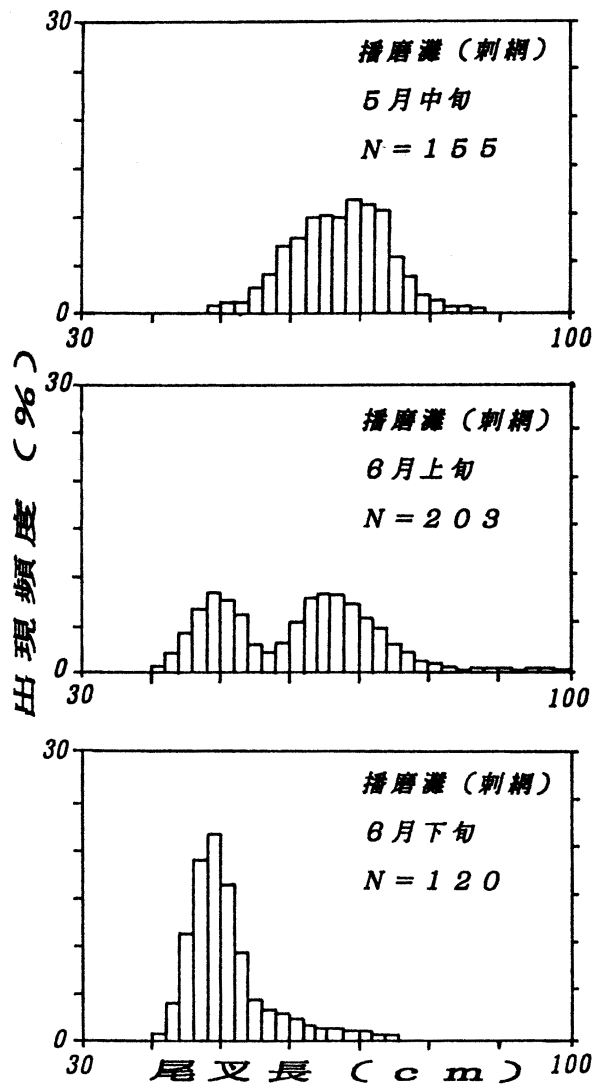 30
播磨灘(刺網)
5月中旬
N=155
0
30
100
30
播磨灘(刺網)
6月上旬
N=203
0
30
100
30
播磨灘(刺網)
6月下旬
N=120
0
30
100
出現頻度(%)
尾叉長(cm)